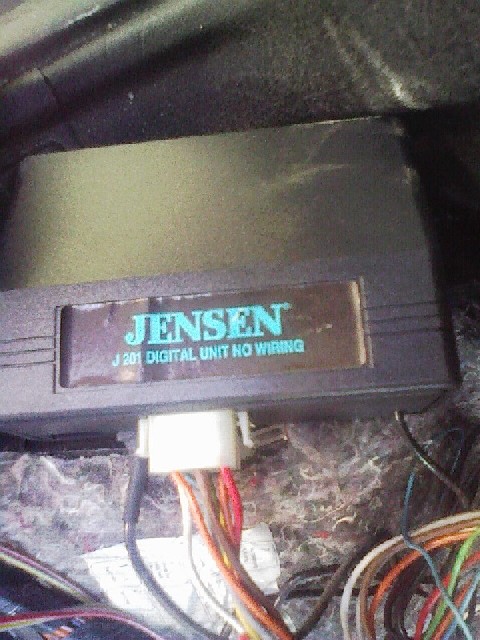 JENSEN
J 201 DIGITAL UNIT NO WIRING